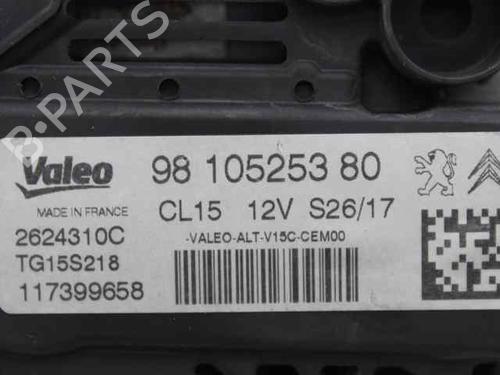 B-PARTS
Valeo 98 105253 80
MADE IN FRANCE CL15 12V S26/17
2624310C -VALEO-ALT-V15C-CEM00
TG15S218
117399658